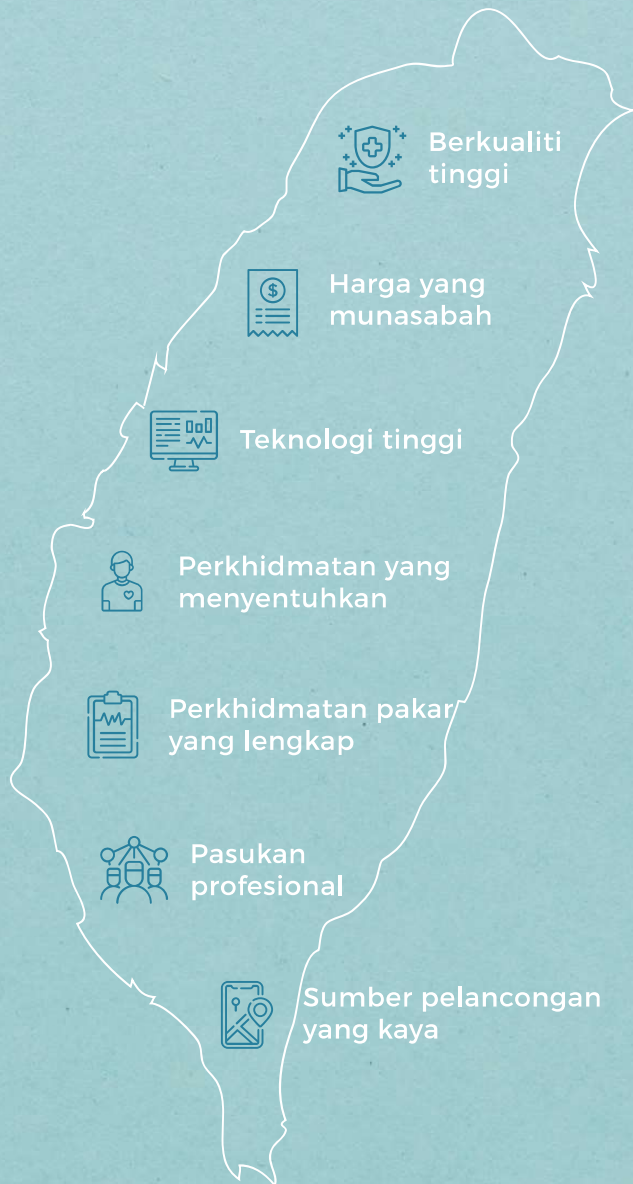 Berkualiti
tinggi
Harga yang
munasabah
Teknologi tinggi
Perkhidmatan yang
menyentuhkan
Perkhidmatan pakar
yang lengkap
Pasukan
profesional
Sumber pelancongan
yang kaya